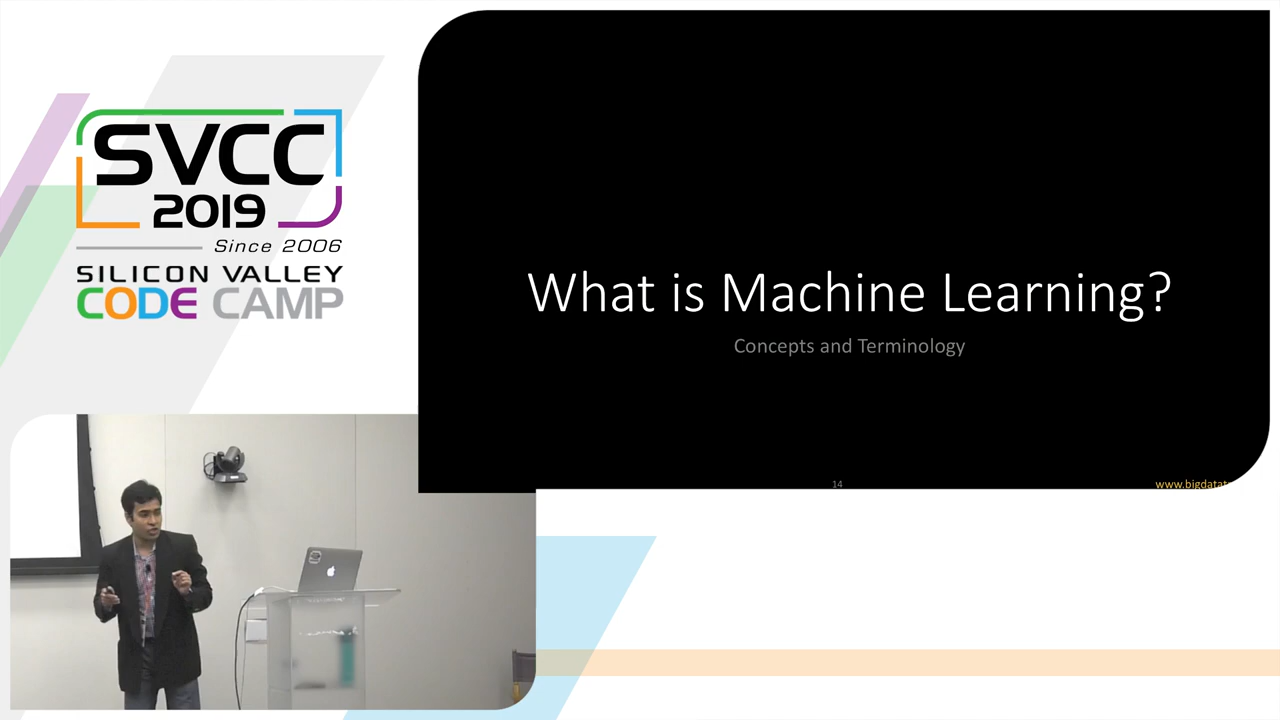 SVCC
2019
Since 2006
SILICON VALLEY
CODE CAMP
What is Machine Learning?
Concepts and Terminology
14